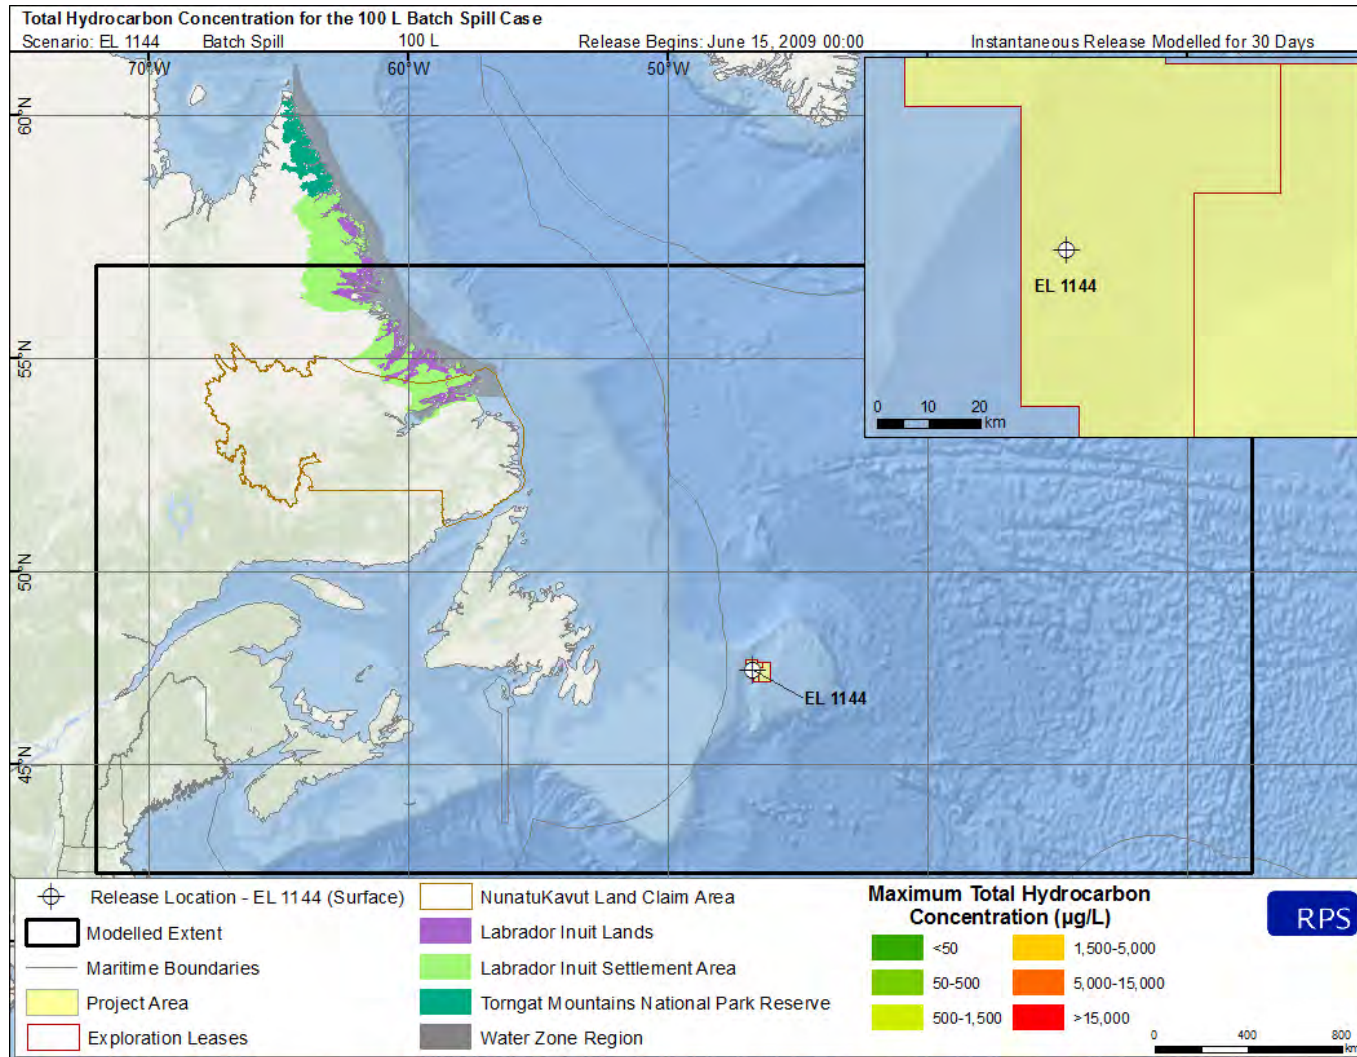 Total Hydrocarbon Concentration for the 100 L Batch Spill Case
Scenario: EL 1144 Batch Spill 100 L Release Begins: June 15, 2009 00:00 Instantaneous Release Modelled for 30 Days
70°W 60°W 50°W
60°N
55°N
50°N
45°N
EL 1144
0 10 20
km
EL 1144
Release Location - EL 1144 (Surface)
Modelled Extent
Maritime Boundaries
Project Area
Exploration Leases
NunatuKavut Land Claim Area
Labrador Inuit Lands
Labrador Inuit Settlement Area
Torngat Mountains National Park Reserve
Water Zone Region
Maximum Total Hydrocarbon
Concentration (µg/L)
<50
50-500
500-1,500
1,500-5,000
5,000-15,000
>15,000
RPS
0 400 800
km